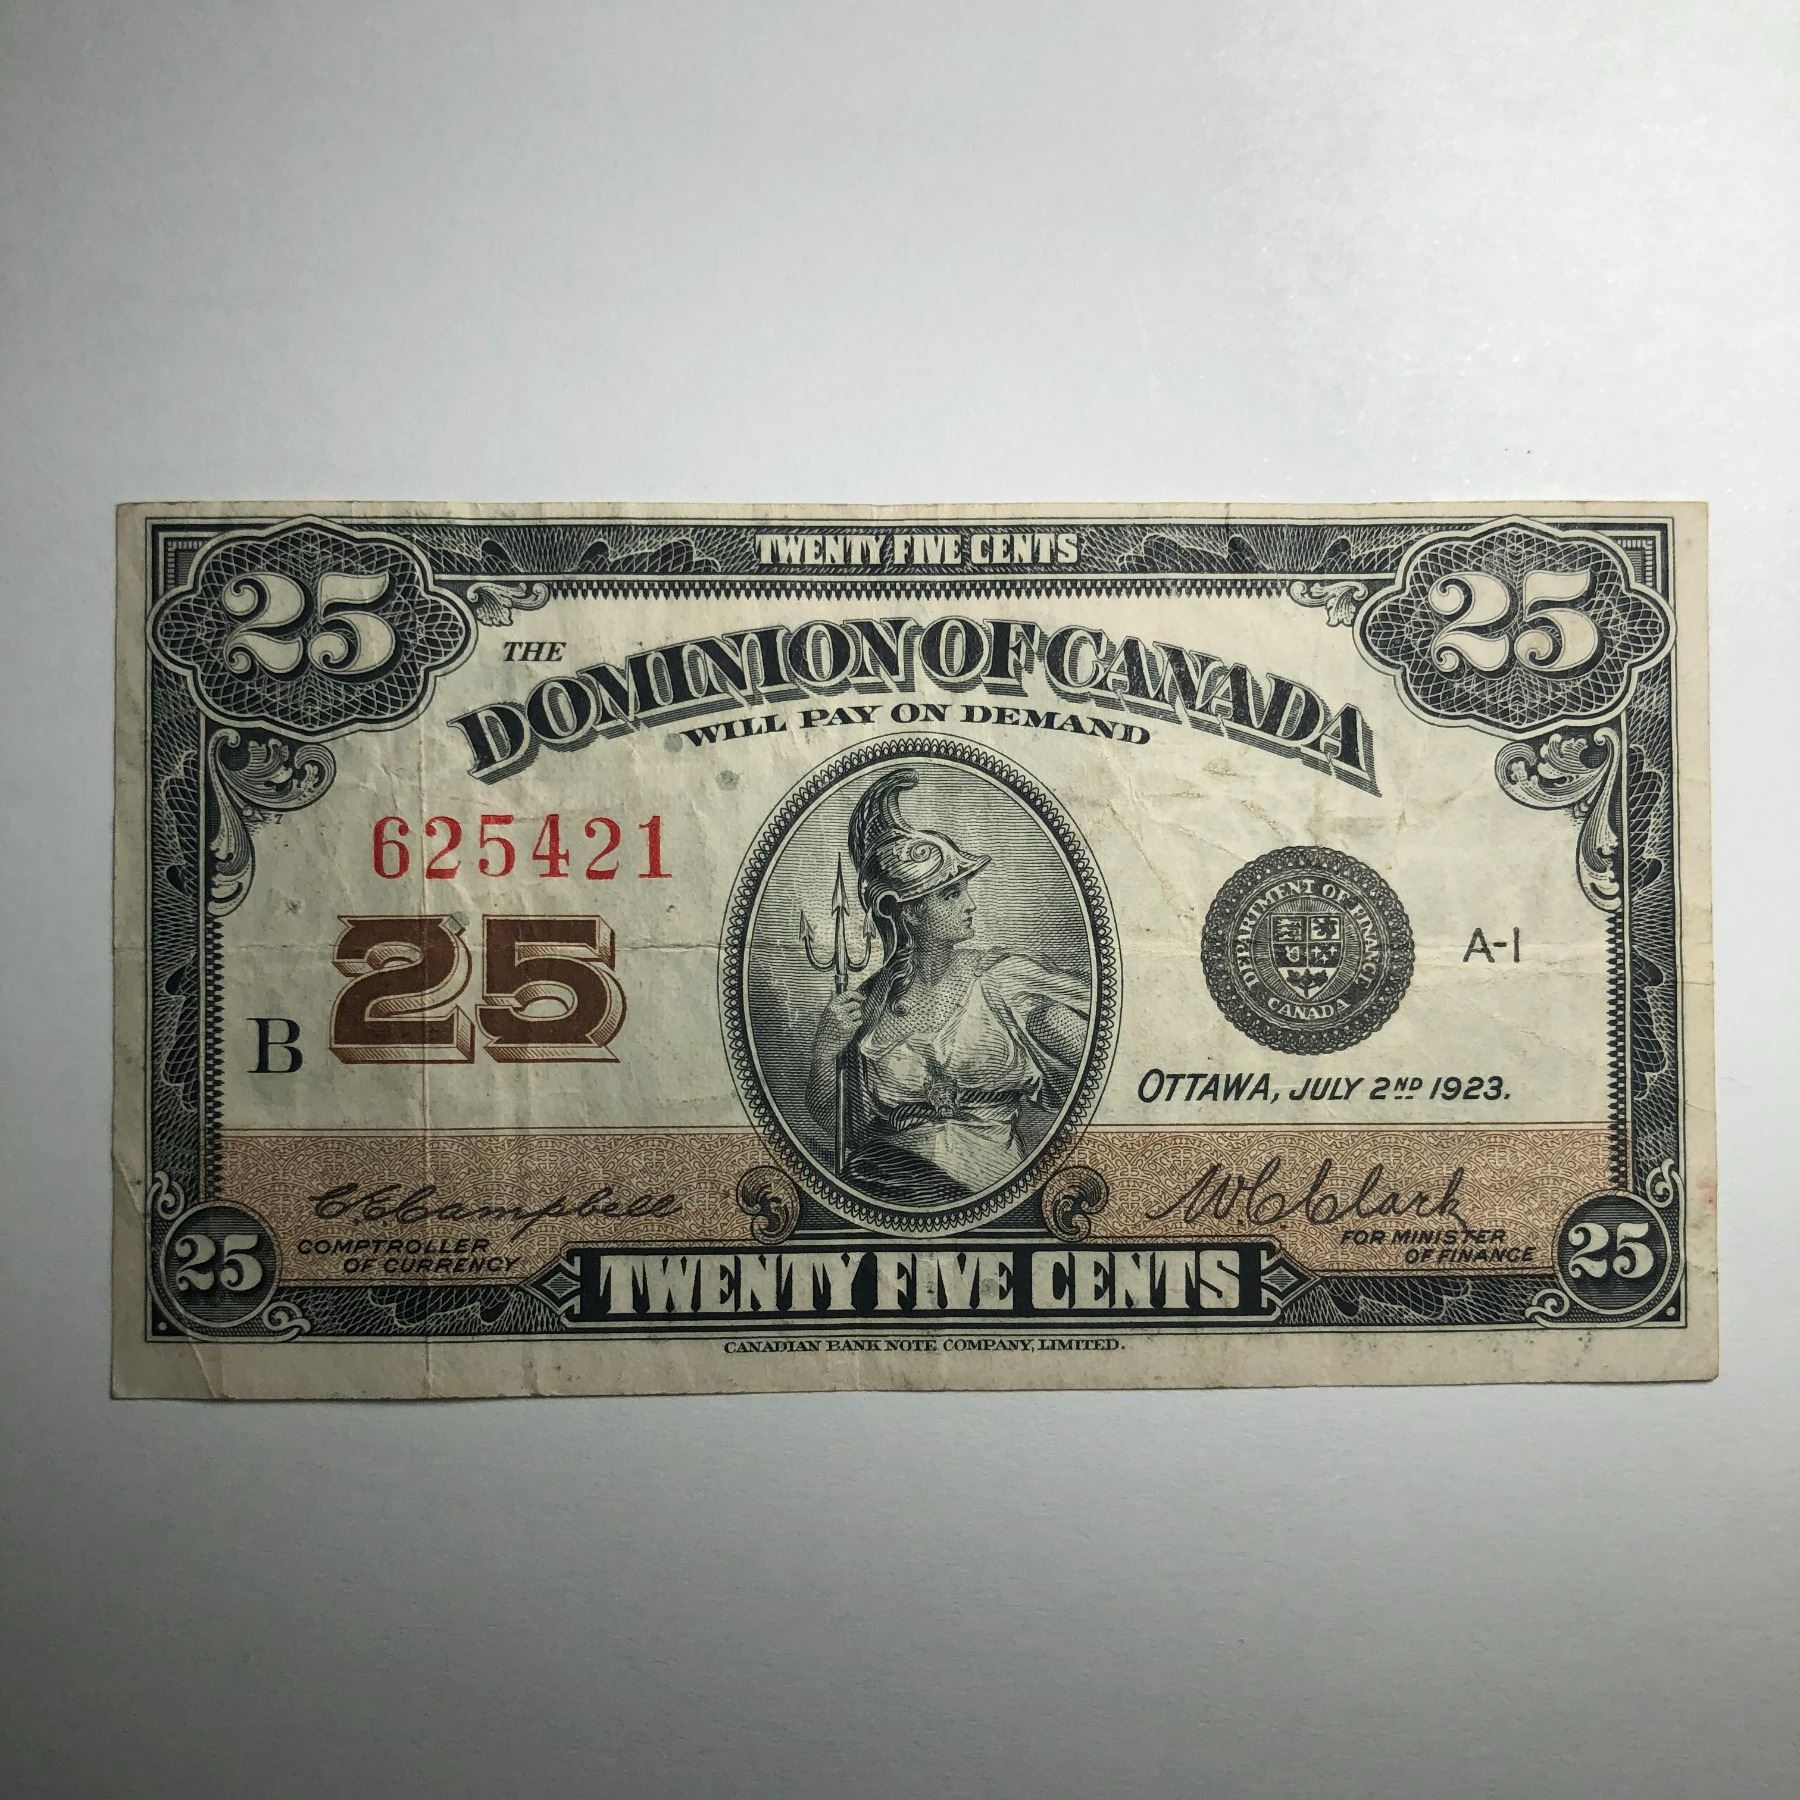 TWENTY FIVE CENTS
25
25
THE
DOMINION OF CANADA
WILL PAY ON DEMAND
625421
25
B
DEPARTMENT OF FINANCE
CANADA
A-1
OTTAWA, JULY 2ND 1923.
C.E. Campbell
COMPTROLLER
OF CURRENCY
W.C. Clark
FOR MINISTER
OF FINANCE
25
TWENTY FIVE CENTS
25
CANADIAN BANK NOTE COMPANY, LIMITED.